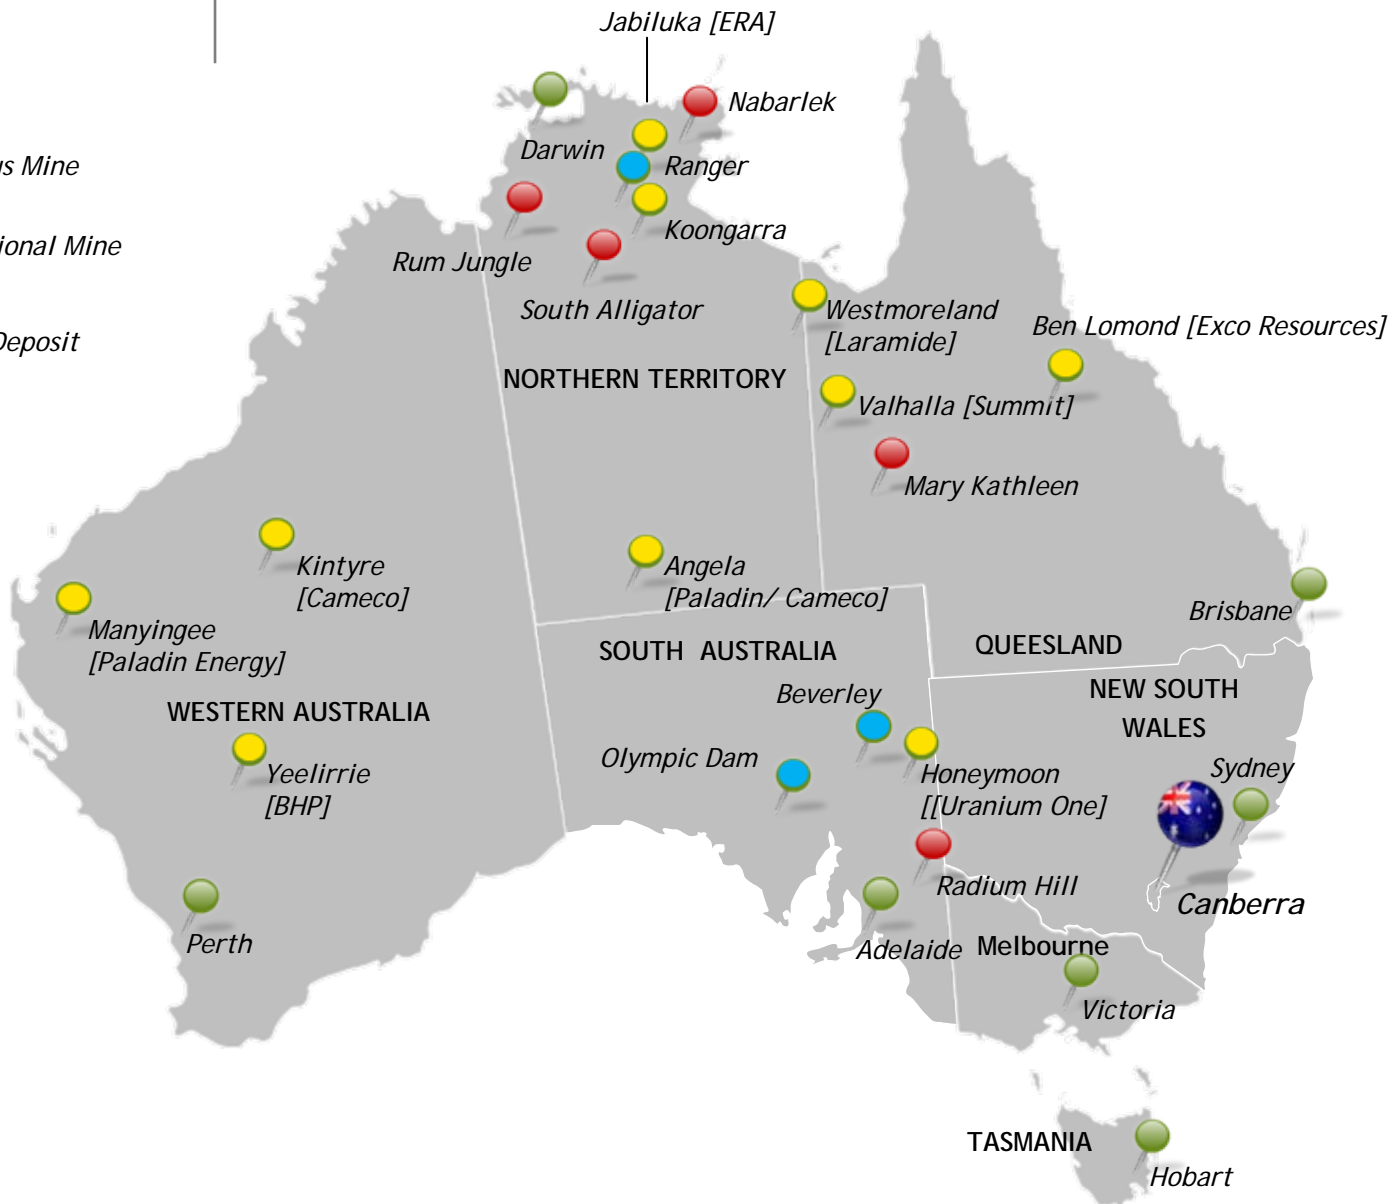 Jabiluka [ERA]
Nabarlek
Darwin
us Mine
Ranger
Koongarra
ional Mine
Rum Jungle
South Alligator
Westmoreland
[Laramide]
Ben Lomond [Exco Resources]
Deposit
NORTHERN TERRITORY
Valhalla [Summit]
Mary Kathleen
Kintyre
[Cameco]
Angela
[Paladin/ Cameco]
Brisbane
Manyingee
[Paladin Energy]
SOUTH AUSTRALIA
QUEESLAND
Beverley
NEW SOUTH
WALES
WESTERN AUSTRALIA
Olympic Dam
Sydney
Yeelirrie
[BHP]
Honeymoon
[[Uranium One]
Radium Hill
Canberra
Perth
Adelaide
Melbourne
Victoria
TASMANIA
Hobart